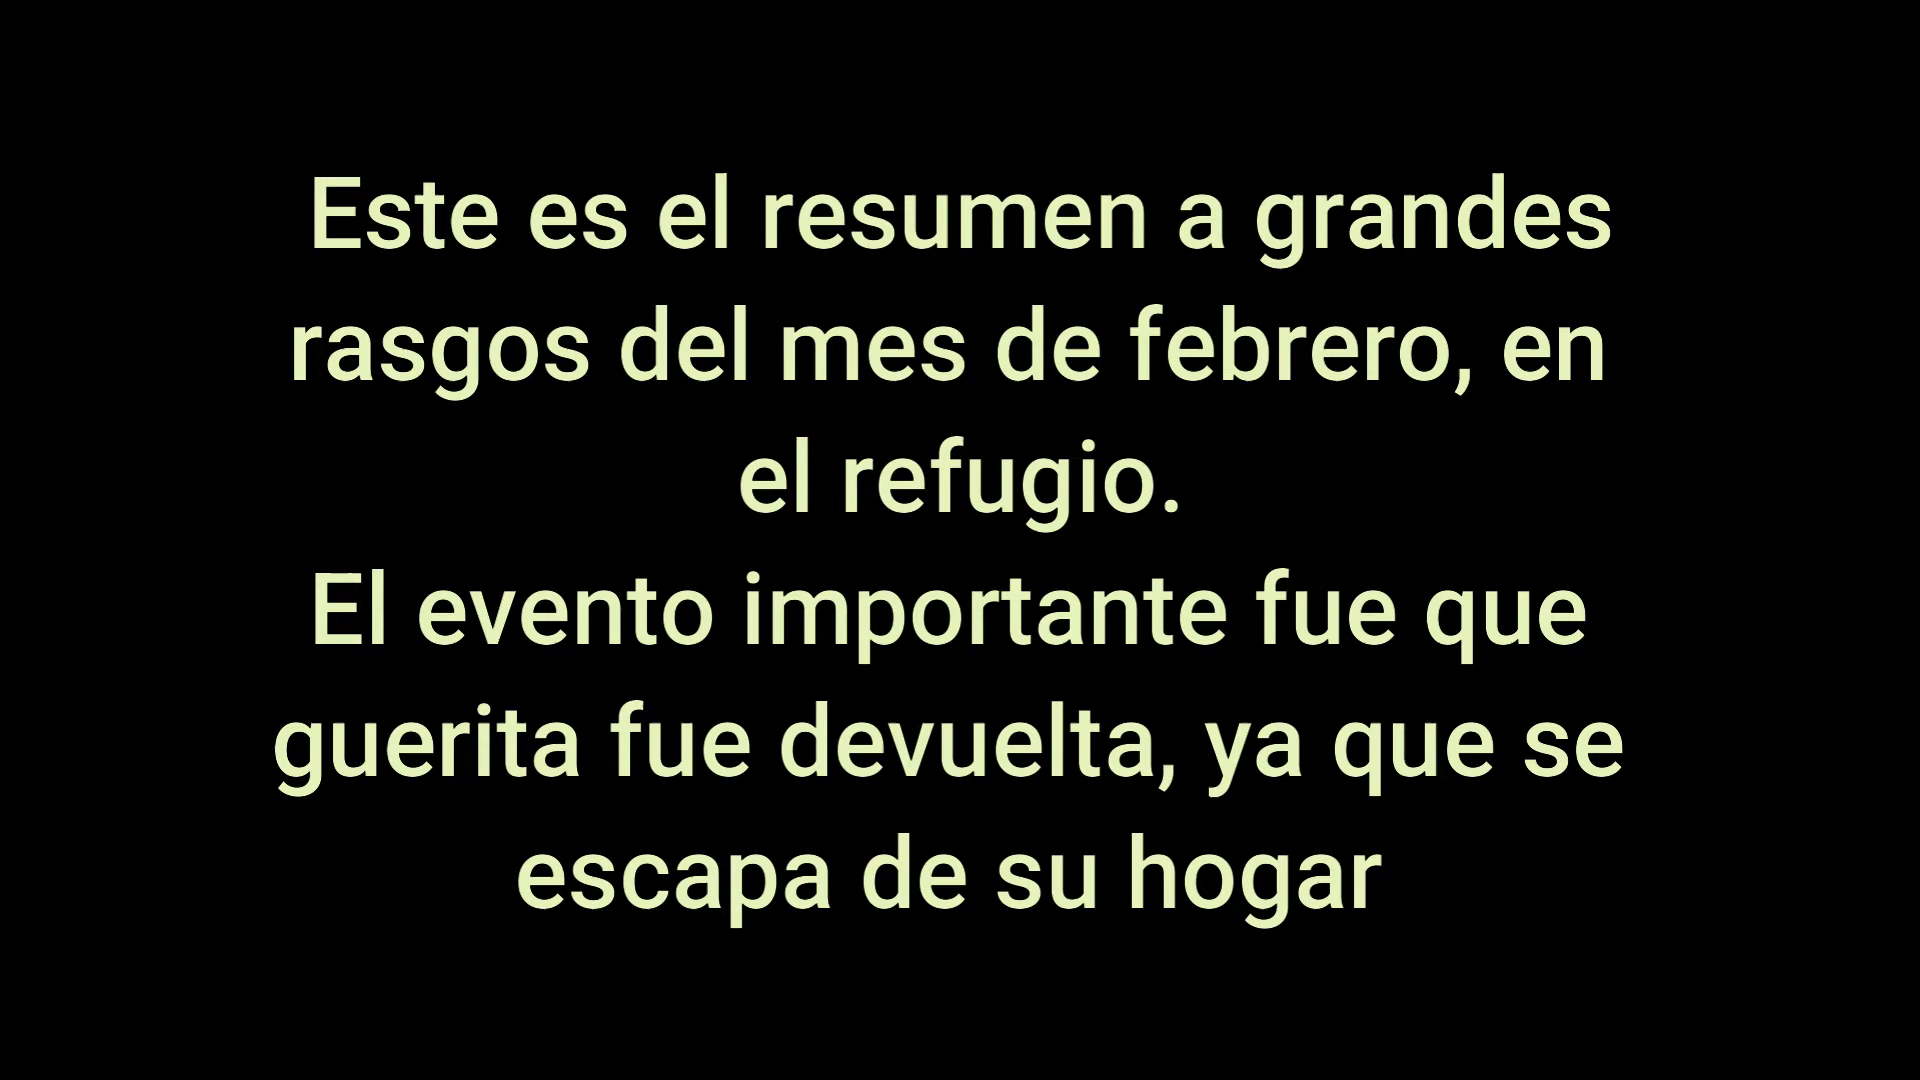 Este es el resumen a grandes
rasgos del mes de febrero, en
el refugio.
El evento importante fue que
guerita fue devuelta, ya que se
escapa de su hogar